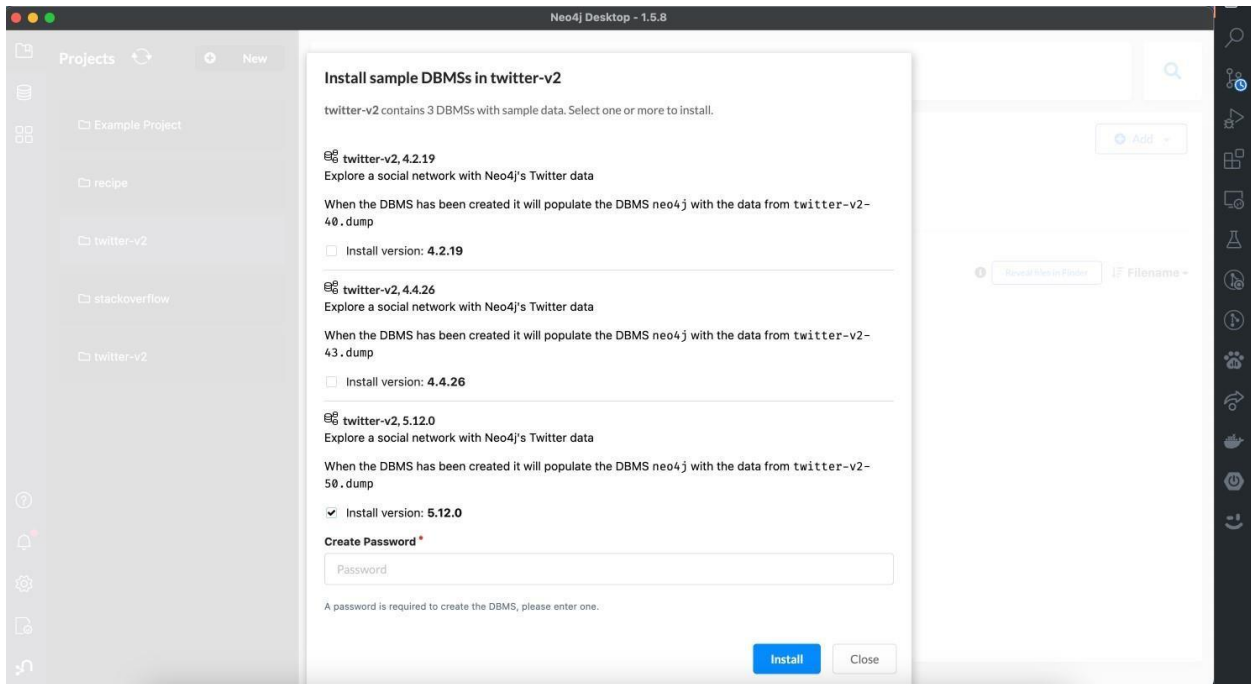 Neo4j Desktop - 1.5.8
Projects
New
Example Project
recipe
twitter-v2
stackoverflow
twitter-v2
Install sample DBMSs in twitter-v2
twitter-v2 contains 3 DBMSs with sample data. Select one or more to install.
twitter-v2, 4.2.19
Explore a social network with Neo4j's Twitter data
When the DBMS has been created it will populate the DBMS neo4j with the data from twitter-v2-
40.dump
Install version: 4.2.19
twitter-v2, 4.4.26
Explore a social network with Neo4j's Twitter data
When the DBMS has been created it will populate the DBMS neo4j with the data from twitter-v2-
43.dump
Install version: 4.4.26
twitter-v2, 5.12.0
Explore a social network with Neo4j's Twitter data
When the DBMS has been created it will populate the DBMS neo4j with the data from twitter-v2-
50.dump
Install version: 5.12.0
Create Password *
Password
A password is required to create the DBMS, please enter one.
Install
Close
Add
Reveal files in Finder
Filename